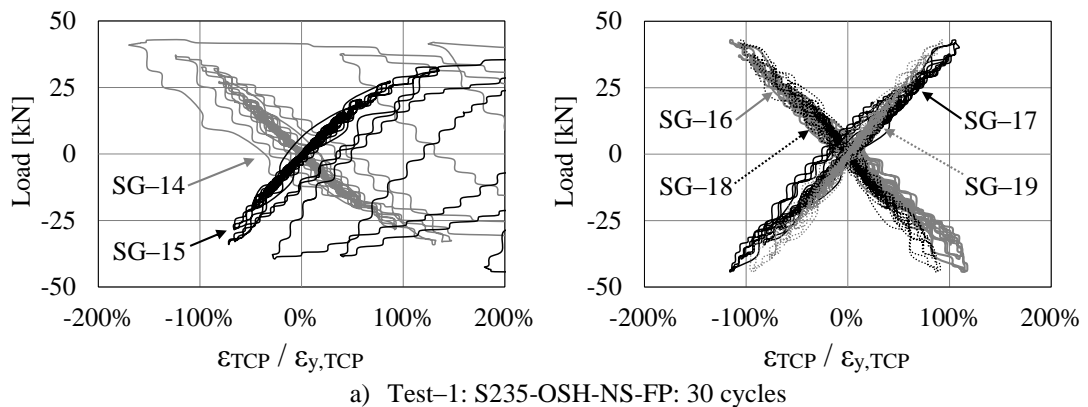 50
25
0
-25
-50
Load [kN]
SG–14
SG–15
-200% -100% 0% 100% 200%
εTCP / εy,TCP
50
25
0
-25
-50
Load [kN]
SG–16
SG–17
SG–18
SG–19
-200% -100% 0% 100% 200%
εTCP / εy,TCP
a) Test–1: S235-OSH-NS-FP: 30 cycles